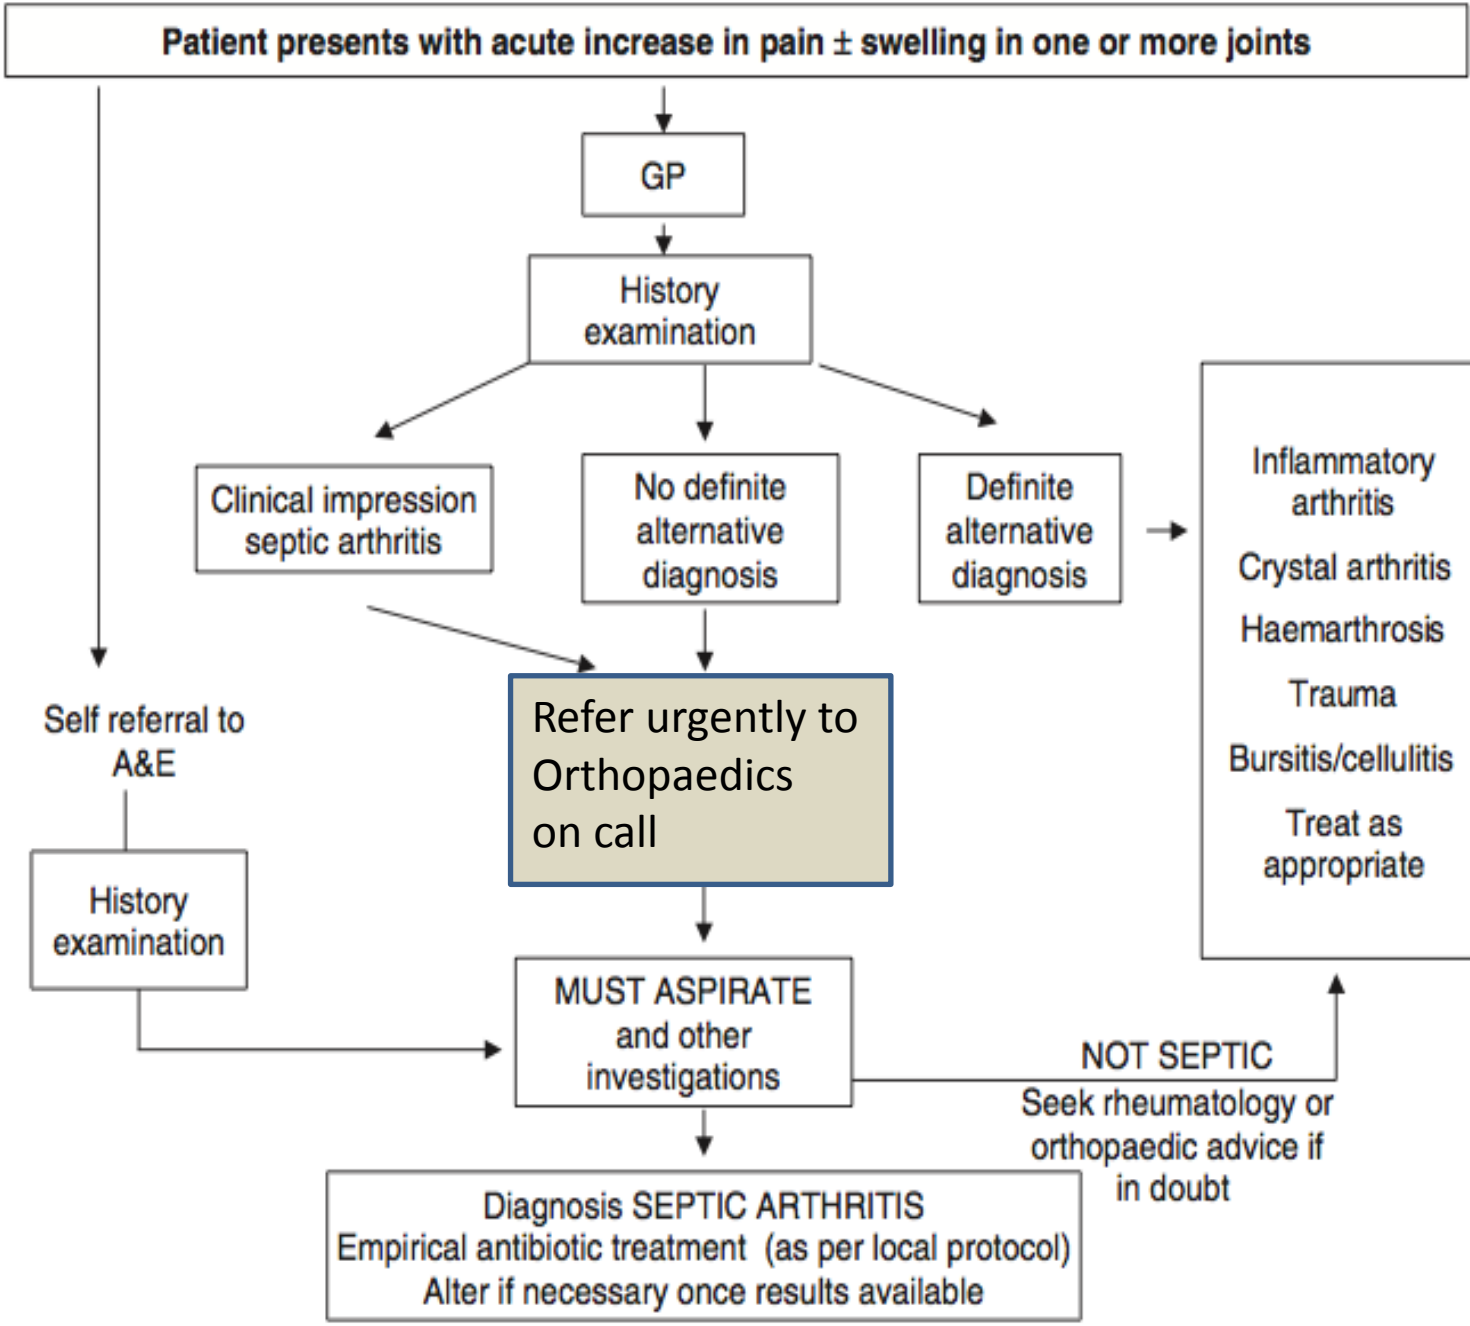 Patient presents with acute increase in pain ± swelling in one or more joints
GP
History
examination
Clinical impression
septic arthritis
No definite
alternative
diagnosis
Definite
alternative
diagnosis
Inflammatory
arthritis
Crystal arthritis
Haemarthrosis
Trauma
Bursitis/cellulitis
Treat as
appropriate
Self referral to
A&E
Refer urgently to
Orthopaedics
on call
History
examination
MUST ASPIRATE
and other
investigations
NOT SEPTIC
Seek rheumatology or
orthopaedic advice if
in doubt
Diagnosis SEPTIC ARTHRITIS
Empirical antibiotic treatment (as per local protocol)
Alter if necessary once results available